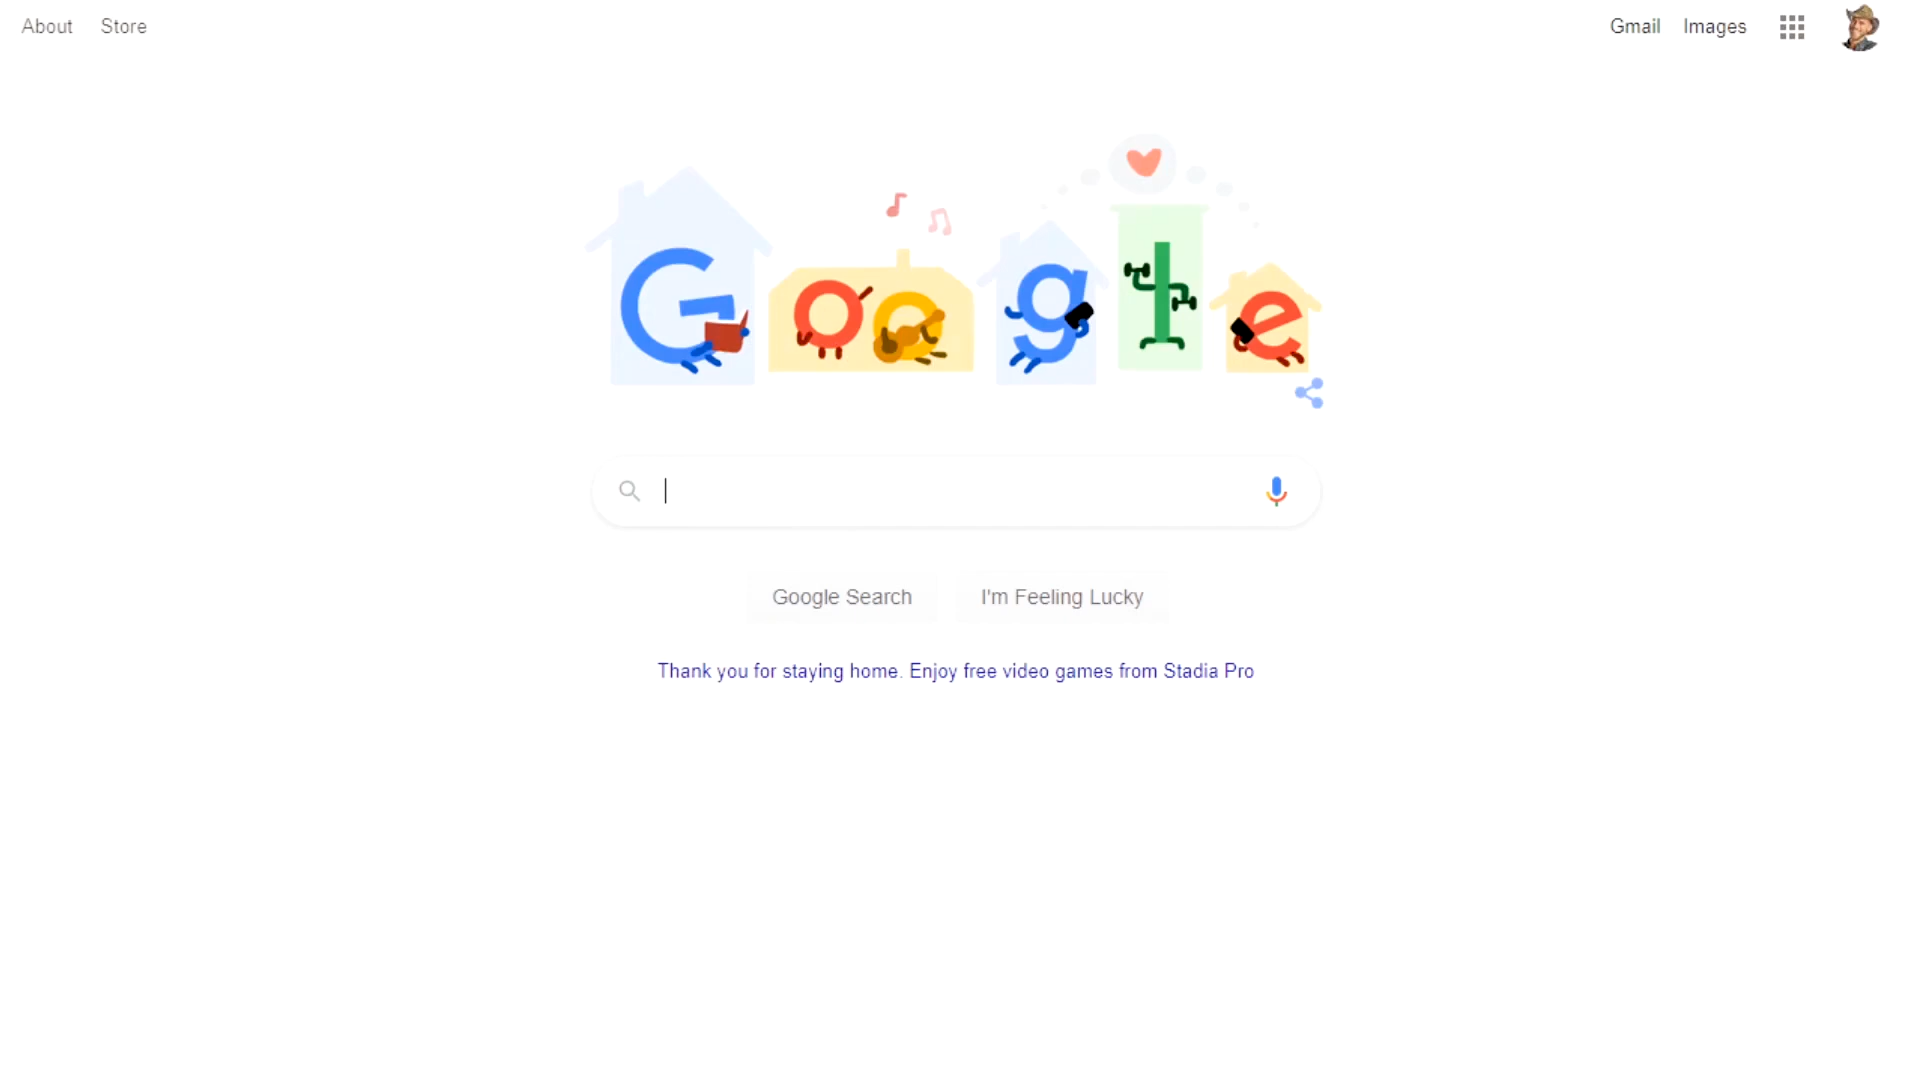 About Store
Gmail Images
Google
Google Search I'm Feeling Lucky
Thank you for staying home. Enjoy free video games from Stadia Pro